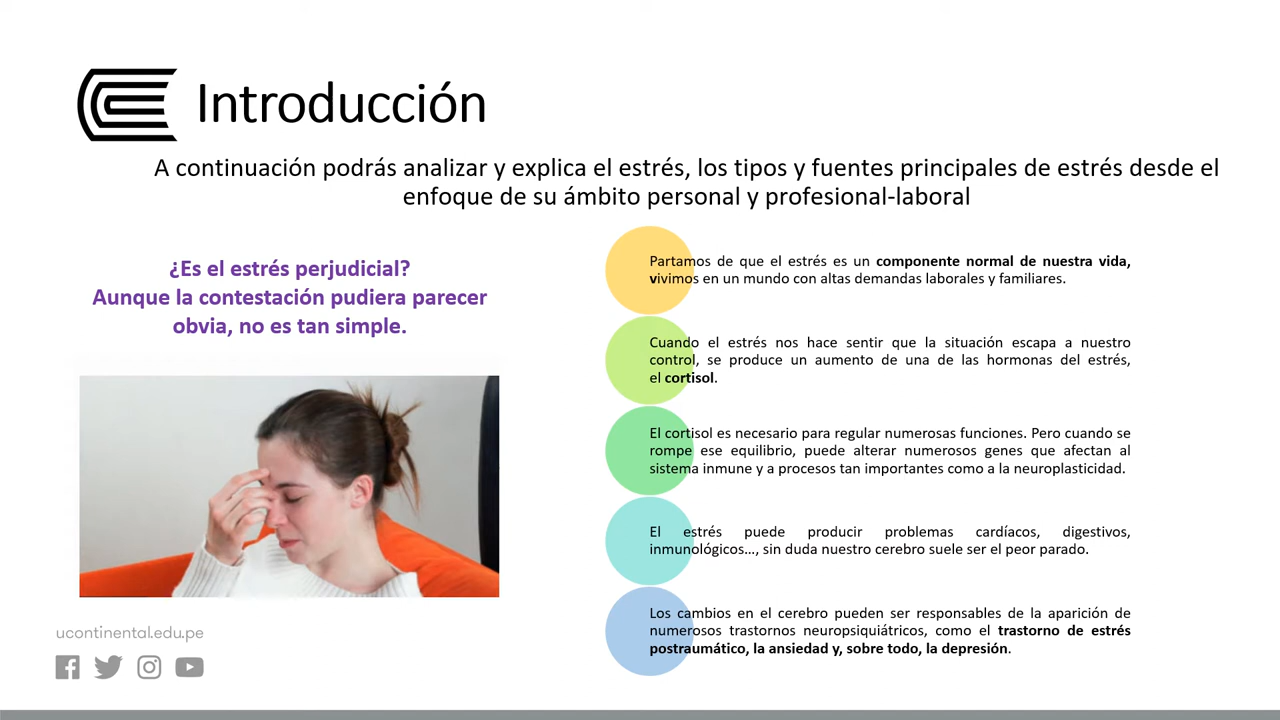 Introducción
A continuación podrás analizar y explica el estrés, los tipos y fuentes principales de estrés desde el
enfoque de su ámbito personal y profesional-laboral
¿Es el estrés perjudicial?
Aunque la contestación pudiera parecer
obvia, no es tan simple.
Partamos de que el estrés es un componente normal de nuestra vida,
vivimos en un mundo con altas demandas laborales y familiares.
Cuando el estrés nos hace sentir que la situación escapa a nuestro
control, se produce un aumento de una de las hormonas del estrés,
el cortisol.
El cortisol es necesario para regular numerosas funciones. Pero cuando se
rompe ese equilibrio, puede alterar numerosos genes que afectan al
sistema inmune y a procesos tan importantes como a la neuroplasticidad.
El estrés puede producir problemas cardíacos, digestivos,
inmunológicos…, sin duda nuestro cerebro suele ser el peor parado.
Los cambios en el cerebro pueden ser responsables de la aparición de
numerosos trastornos neuropsiquiátricos, como el trastorno de estrés
postraumático, la ansiedad y, sobre todo, la depresión.
ucontinental.edu.pe